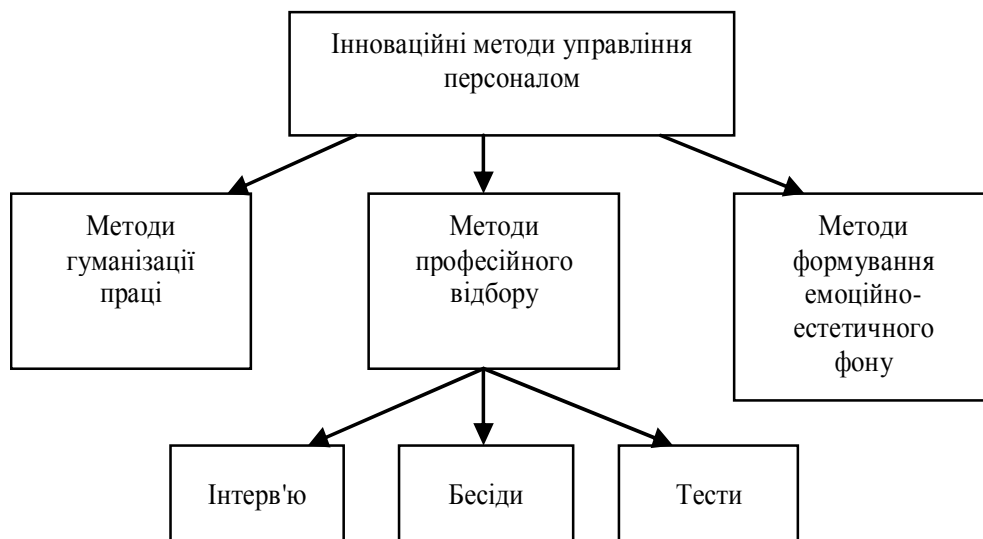 Інноваційні методи управління
персоналом
Методи
гуманізації
праці
Методи
професійного
відбору
Методи
формування
емоційно-
естетичного
фону
Інтерв'ю
Бесіди
Тести